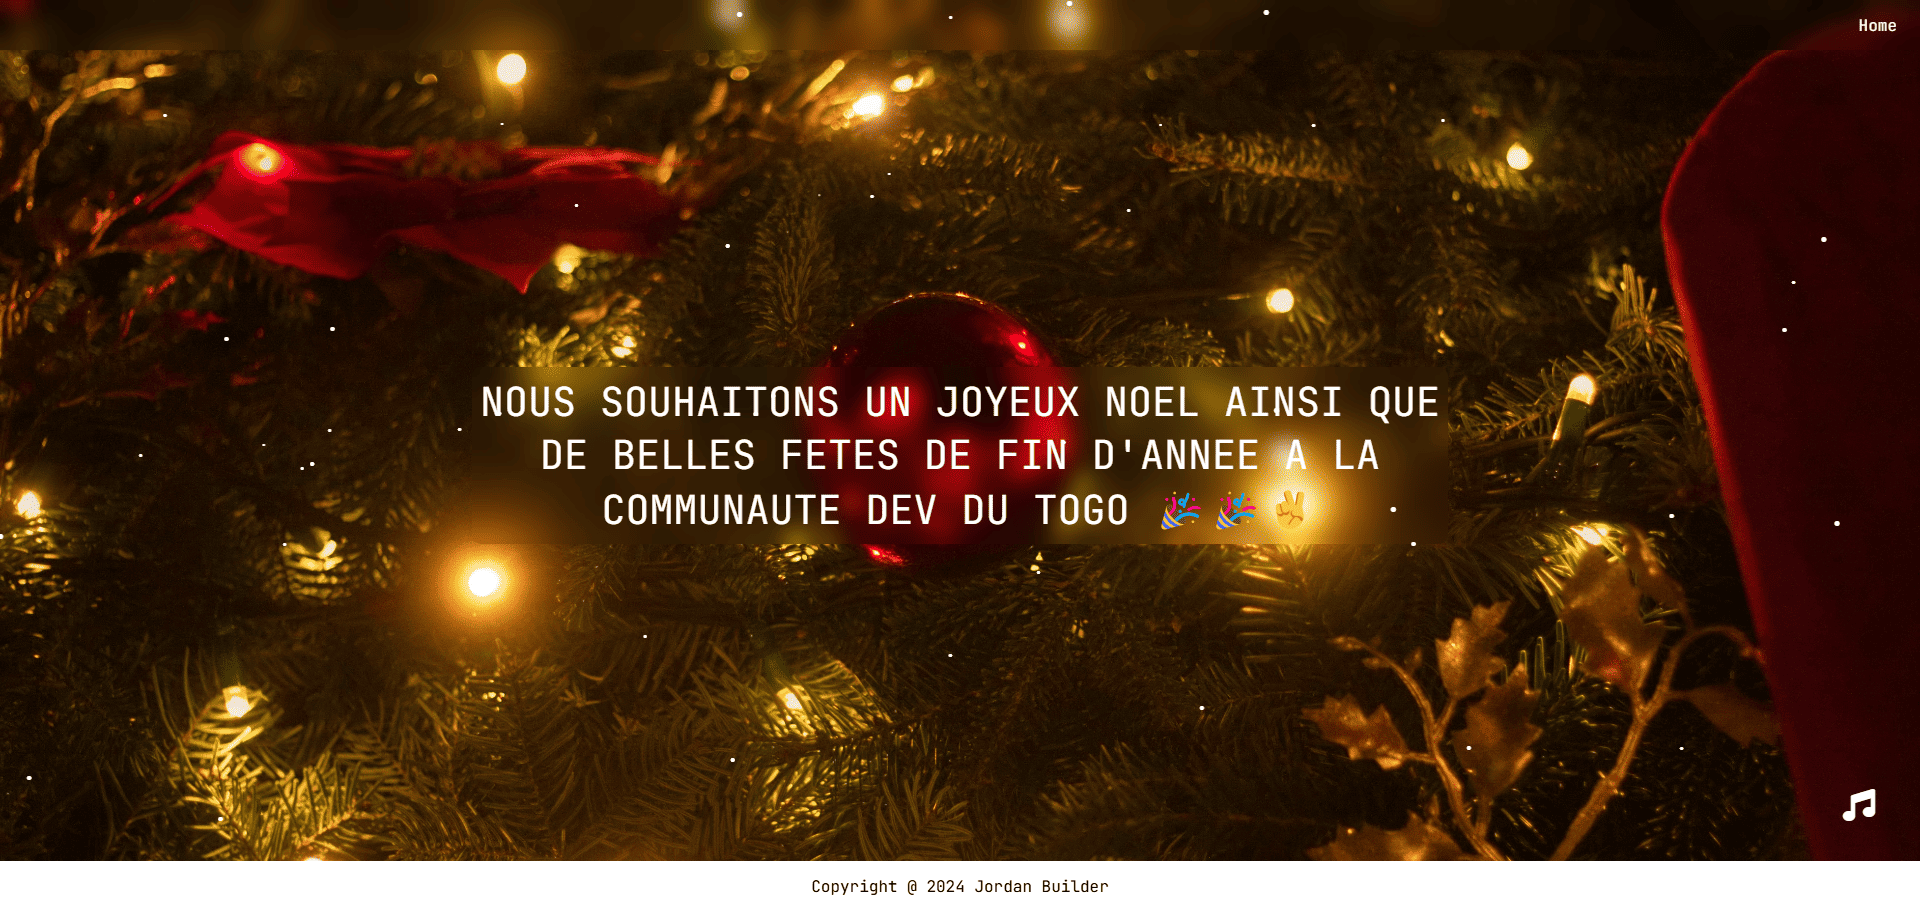 Home
NOUS SOUHAITONS UN JOYEUX NOEL AINSI QUE
DE BELLES FETES DE FIN D'ANNEE A LA
COMMUNAUTE DEV DU TOGO 🎉 🎉✌
Copyright @ 2024 Jordan Builder